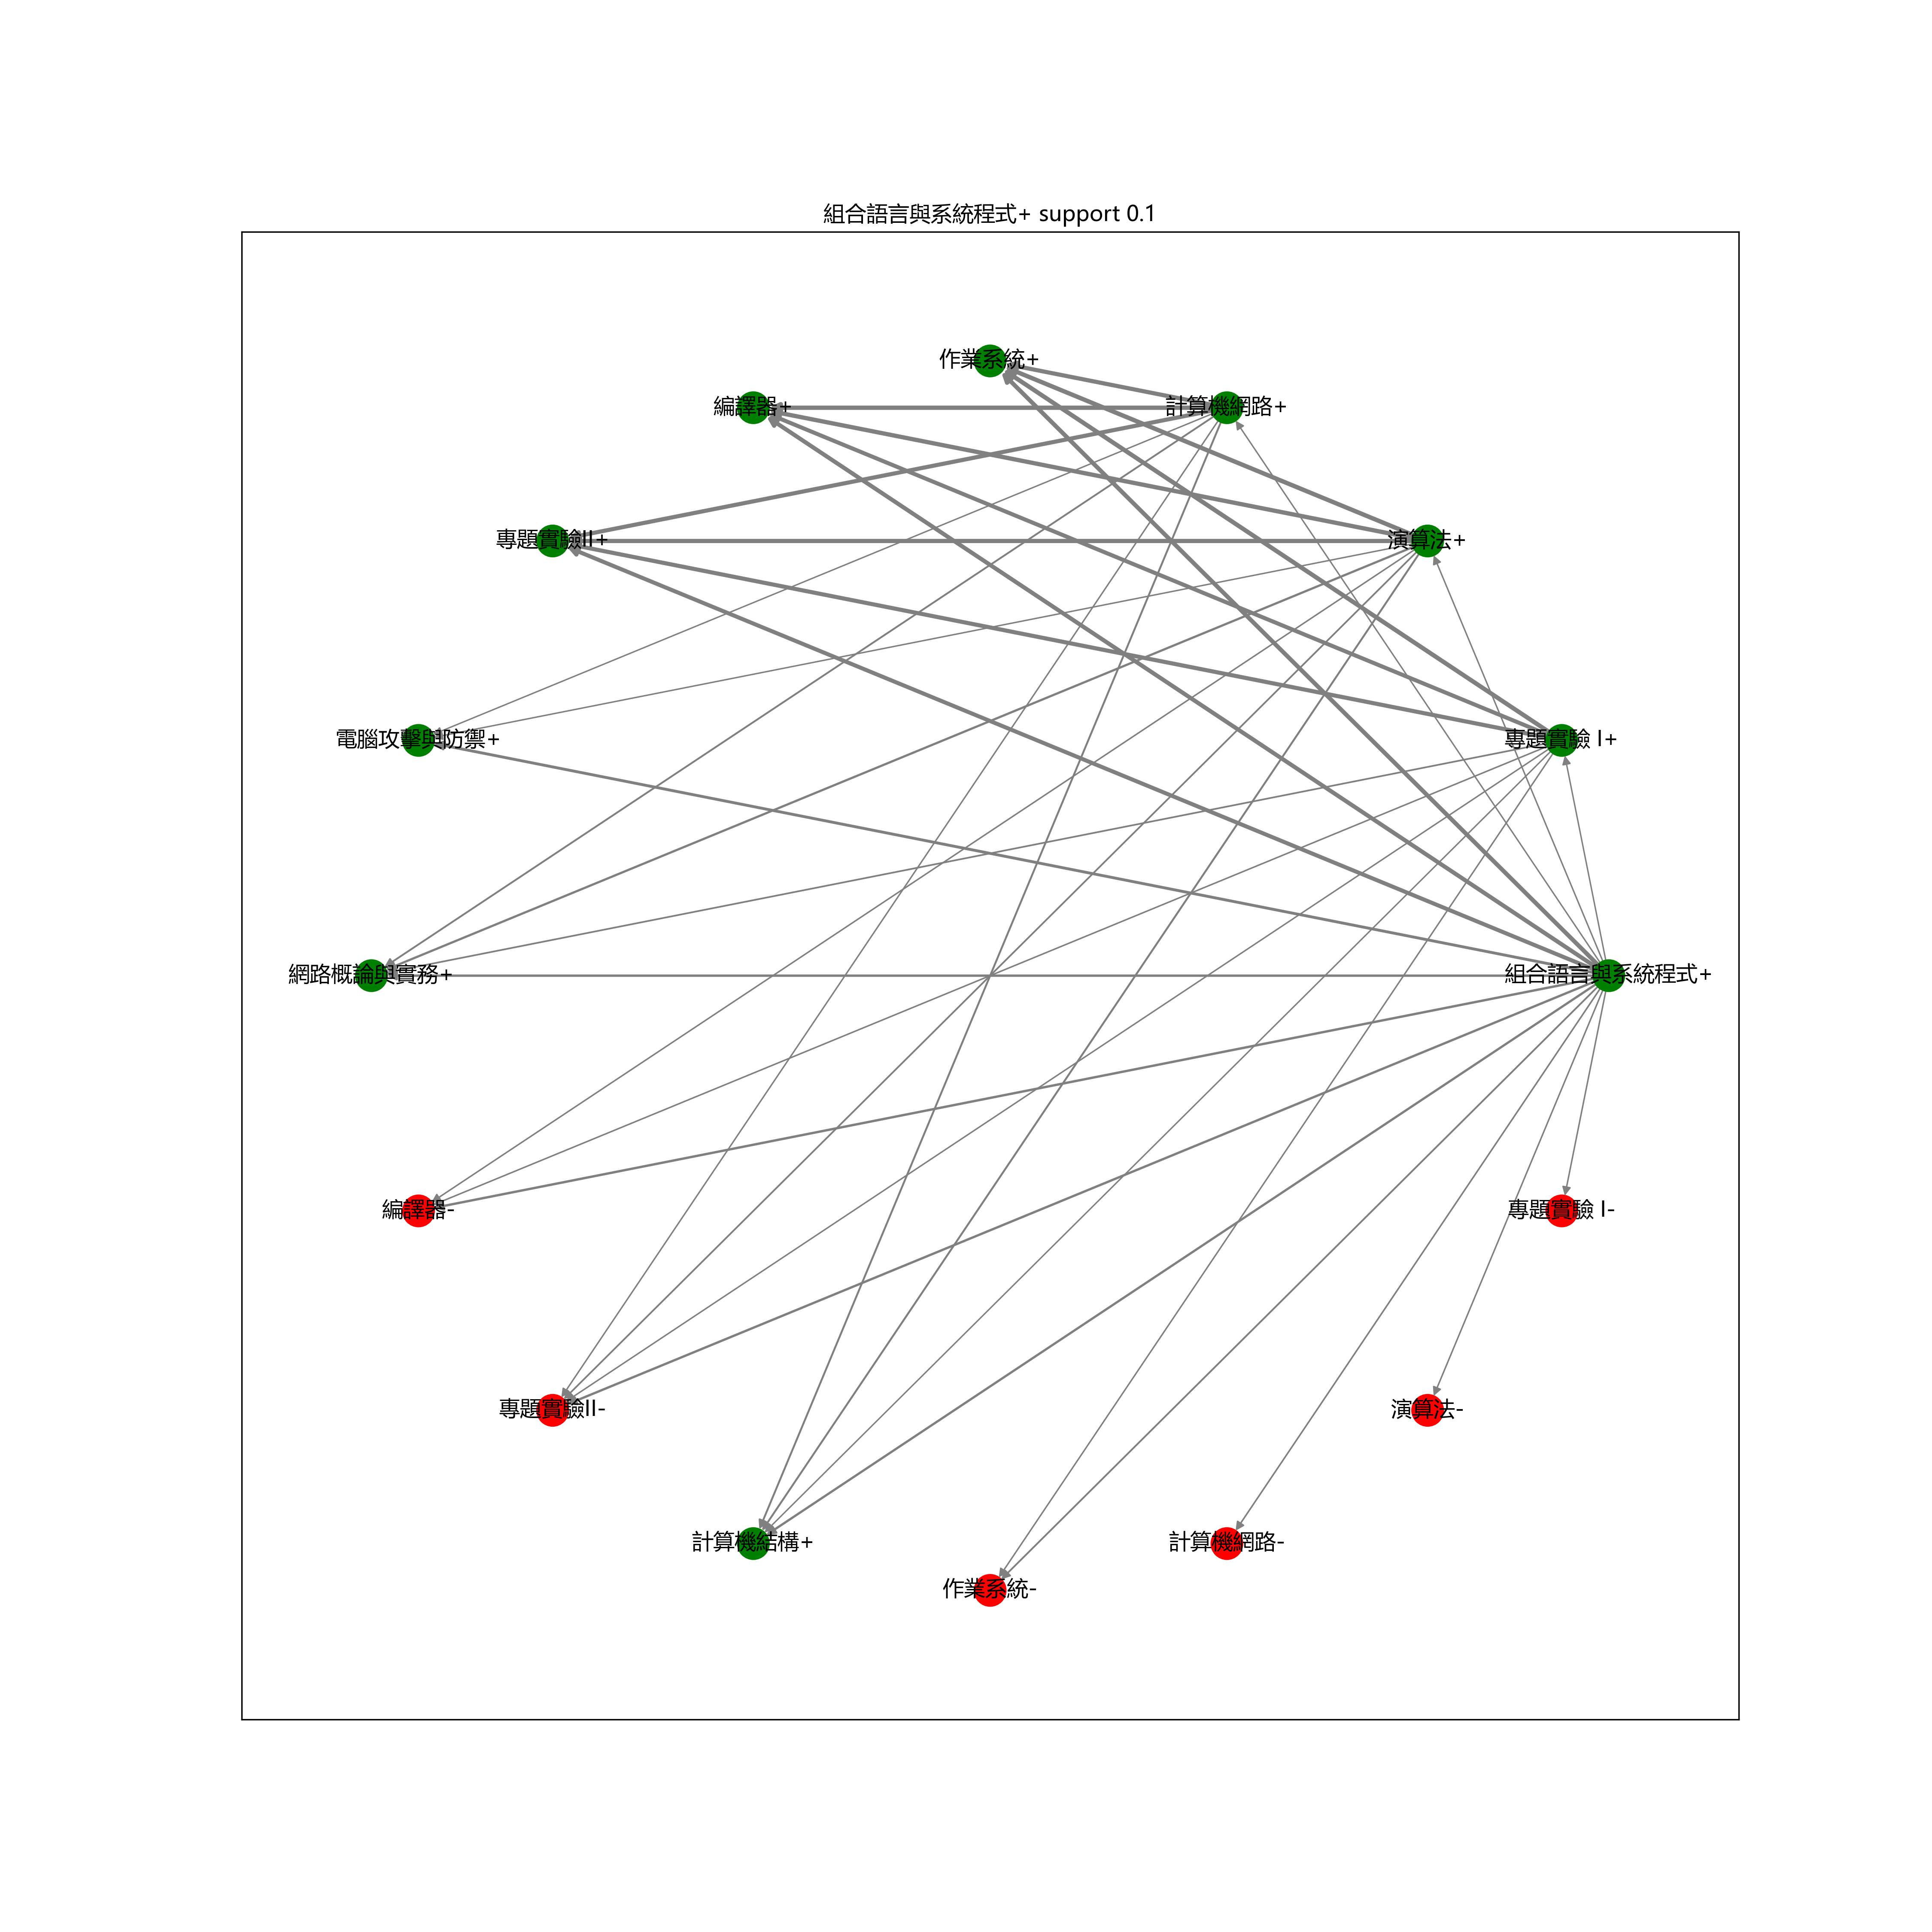 組合語言與系統程式+ support 0.1
作業系統+
編譯器+
計算機網路+
專題實驗II+
演算法+
電腦攻擊與防禦+
專題實驗 I+
網路概論與實務+
組合語言與系統程式+
編譯器-
專題實驗 I-
專題實驗II-
演算法-
計算機結構+
計算機網路-
作業系統-